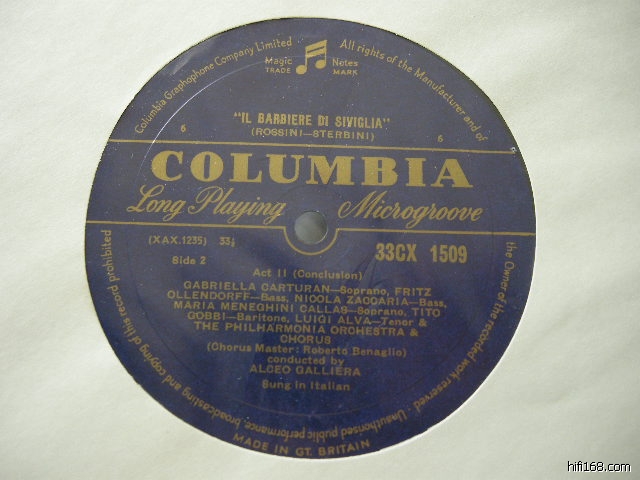 Columbia Graphophone Company Limited
All rights of the Manufacturer and of
the Owner of the recorded work reserved. Unauthorised public performance, broadcasting and copying of this record prohibited
Magic Notes
TRADE MARK
"IL BARBIERE DI SIVIGLIA"
(ROSSINI—STERBINI)
6 6
COLUMBIA
Long Playing Microgroove
(XAX.1235) 33⅓
33CX 1509
Side 2
Act II (Conclusion)
GABRIELLA CARTURAN—Soprano, FRITZ
OLLENDORFF—Bass, NICOLA ZACCARIA—Bass,
MARIA MENEGHINI CALLAS—Soprano, TITO
GOBBI—Baritone, LUIGI ALVA—Tenor &
THE PHILHARMONIA ORCHESTRA &
CHORUS
(Chorus Master: Roberto Benaglio)
conducted by
ALCEO GALLIERA
Sung in Italian
MADE IN GT. BRITAIN
hifi168.com